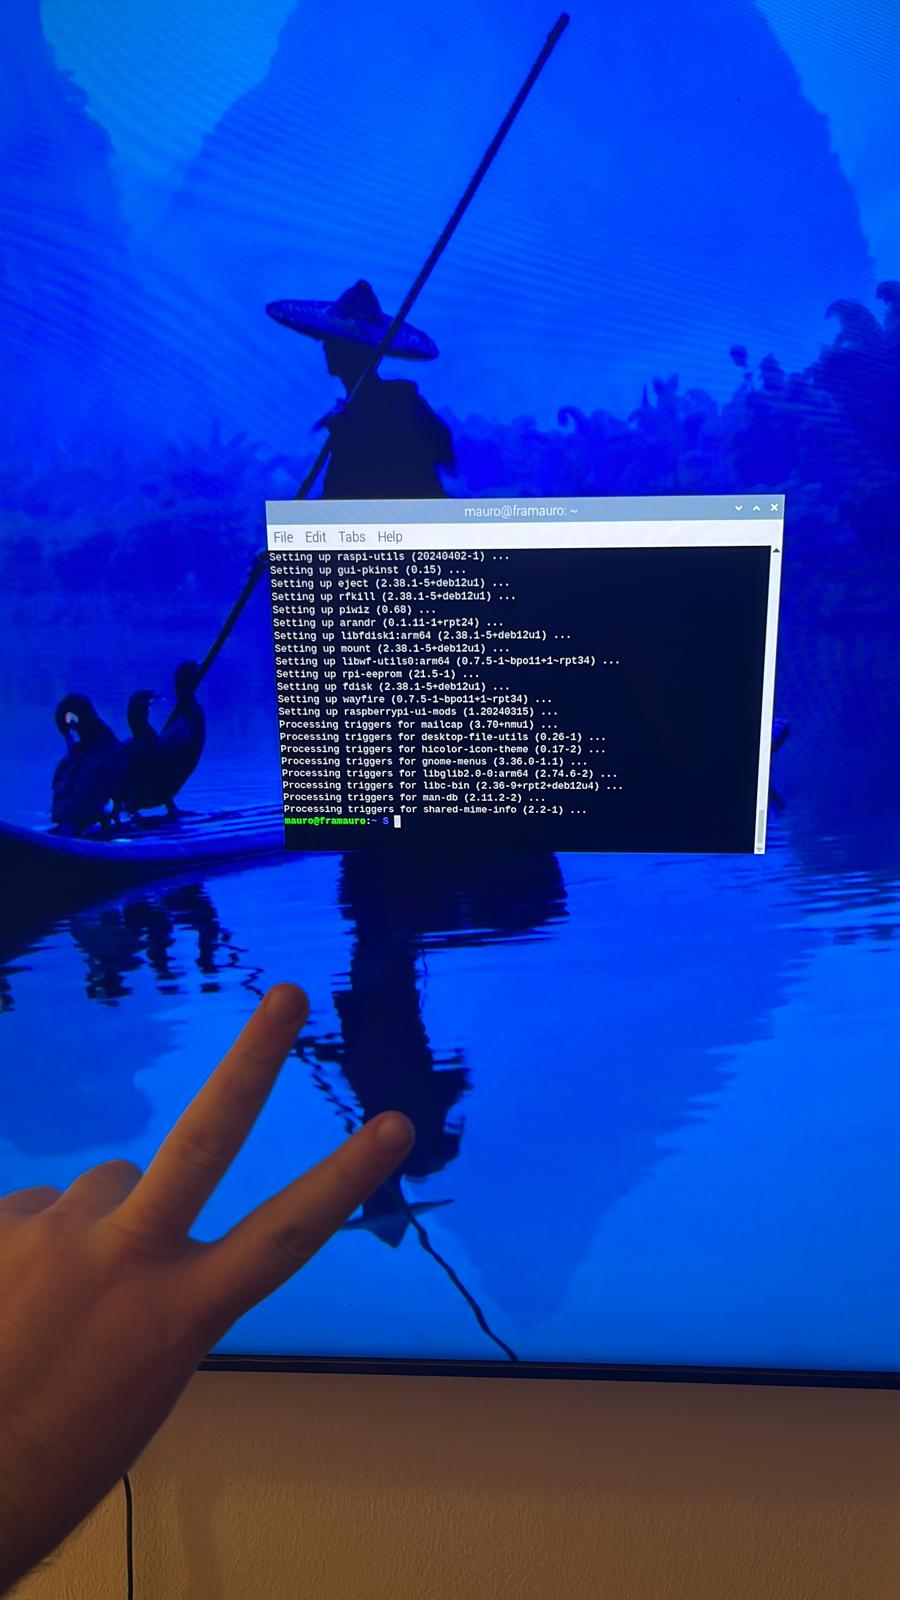 mauro@framauro: ~
File Edit Tabs Help
Setting up raspi-utils (20240402-1) ...
Setting up gui-pkinst (0.15) ...
Setting up eject (2.38.1-5+deb12u1) ...
Setting up rfkill (2.38.1-5+deb12u1) ...
Setting up piwiz (0.68) ...
Setting up arandr (0.1.11-1+rpt24) ...
Setting up libfdisk1:arm64 (2.38.1-5+deb12u1) ...
Setting up mount (2.38.1-5+deb12u1) ...
Setting up libwf-utils0:arm64 (0.7.5-1~bpo11+1~rpt34) ...
Setting up rpi-eeprom (21.5-1) ...
Setting up fdisk (2.38.1-5+deb12u1) ...
Setting up wayfire (0.7.5-1~bpo11+1~rpt34) ...
Setting up raspberrypi-ui-mods (1.20240315) ...
Processing triggers for mailcap (3.70+nmu1) ...
Processing triggers for desktop-file-utils (0.26-1) ...
Processing triggers for hicolor-icon-theme (0.17-2) ...
Processing triggers for gnome-menus (3.36.0-1.1) ...
Processing triggers for libglib2.0-0:arm64 (2.74.6-2) ...
Processing triggers for libc-bin (2.36-9+rpt2+deb12u4) ...
Processing triggers for man-db (2.11.2-2) ...
Processing triggers for shared-mime-info (2.2-1) ...
mauro@framauro:~ $